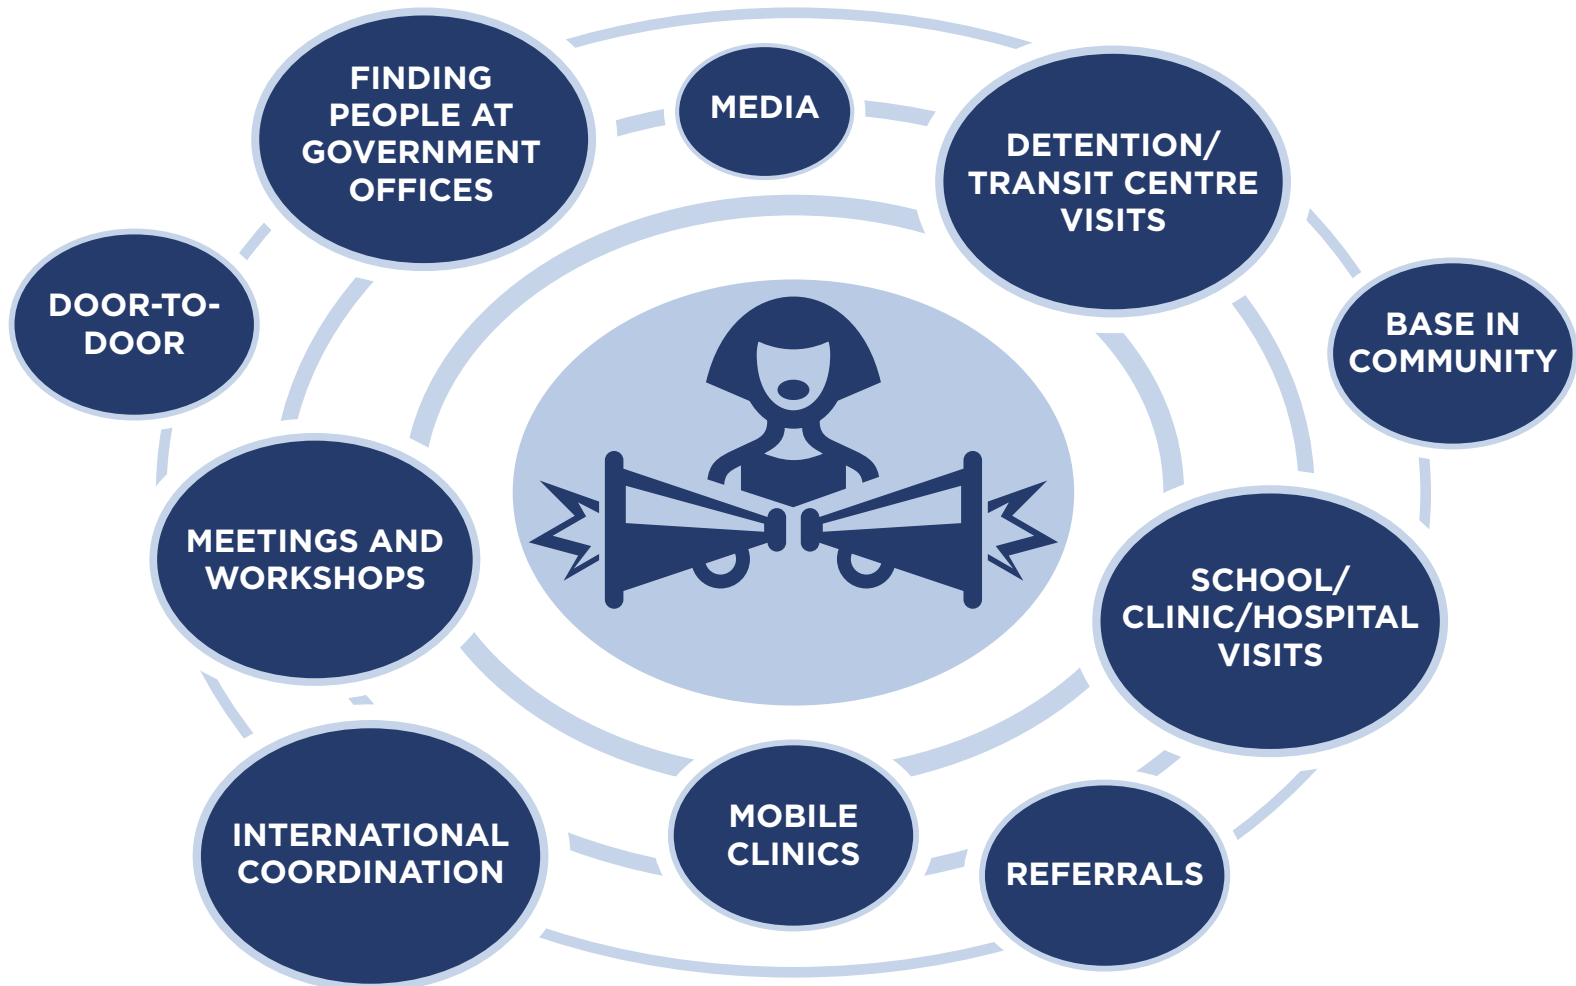 FINDING
PEOPLE AT
GOVERNMENT
OFFICES
MEDIA
DETENTION/
TRANSIT CENTRE
VISITS
DOOR-TO-
DOOR
BASE IN
COMMUNITY
MEETINGS AND
WORKSHOPS
SCHOOL/
CLINIC/HOSPITAL
VISITS
INTERNATIONAL
COORDINATION
MOBILE
CLINICS
REFERRALS